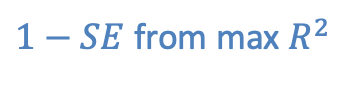 1 − SE from max R²